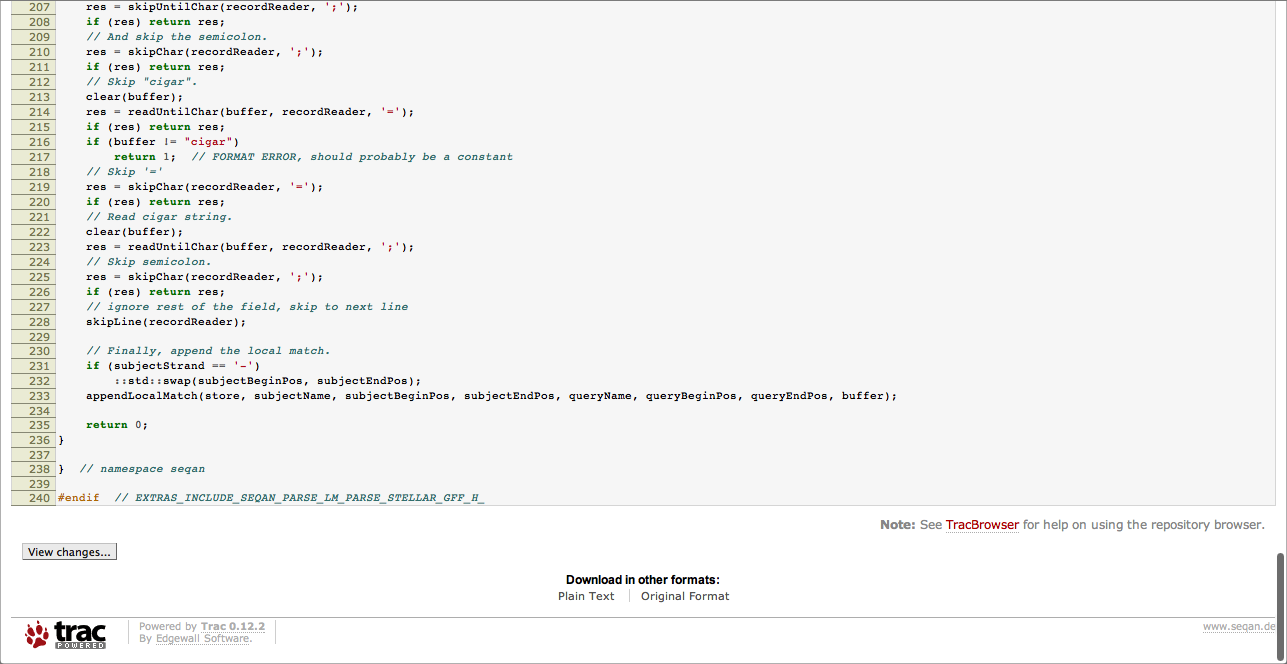 207 res = skipUntilChar(recordReader, ';');
208 if (res) return res;
209 // And skip the semicolon.
210 res = skipChar(recordReader, ';');
211 if (res) return res;
212 // Skip "cigar".
213 clear(buffer);
214 res = readUntilChar(buffer, recordReader, '=');
215 if (res) return res;
216 if (buffer != "cigar")
217 return 1; // FORMAT ERROR, should probably be a constant
218 // Skip '='
219 res = skipChar(recordReader, '=');
220 if (res) return res;
221 // Read cigar string.
222 clear(buffer);
223 res = readUntilChar(buffer, recordReader, ';');
224 // Skip semicolon.
225 res = skipChar(recordReader, ';');
226 if (res) return res;
227 // ignore rest of the field, skip to next line
228 skipLine(recordReader);
229
230 // Finally, append the local match.
231 if (subjectStrand == '-')
232 ::std::swap(subjectBeginPos, subjectEndPos);
233 appendLocalMatch(store, subjectName, subjectBeginPos, subjectEndPos, queryName, queryBeginPos, queryEndPos, buffer);
234
235 return 0;
236 }
237
238 } // namespace seqan
239
240 #endif // EXTRAS_INCLUDE_SEQAN_PARSE_LM_PARSE_STELLAR_GFF_H_
Note: See TracBrowser for help on using the repository browser.
View changes...
Download in other formats:
Plain Text Original Format
trac POWERED
Powered by Trac 0.12.2
By Edgewall Software.
www.seqan.de